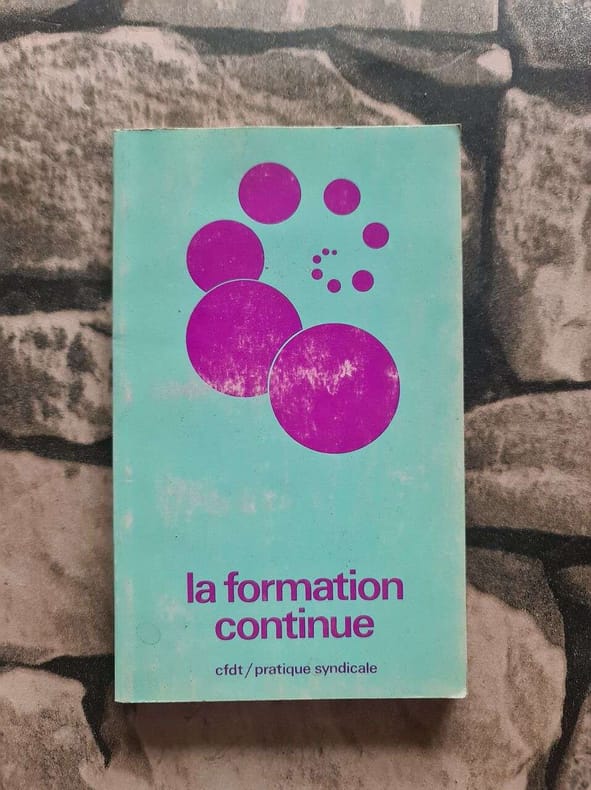 la formation
continue
cfdt/pratique syndicale